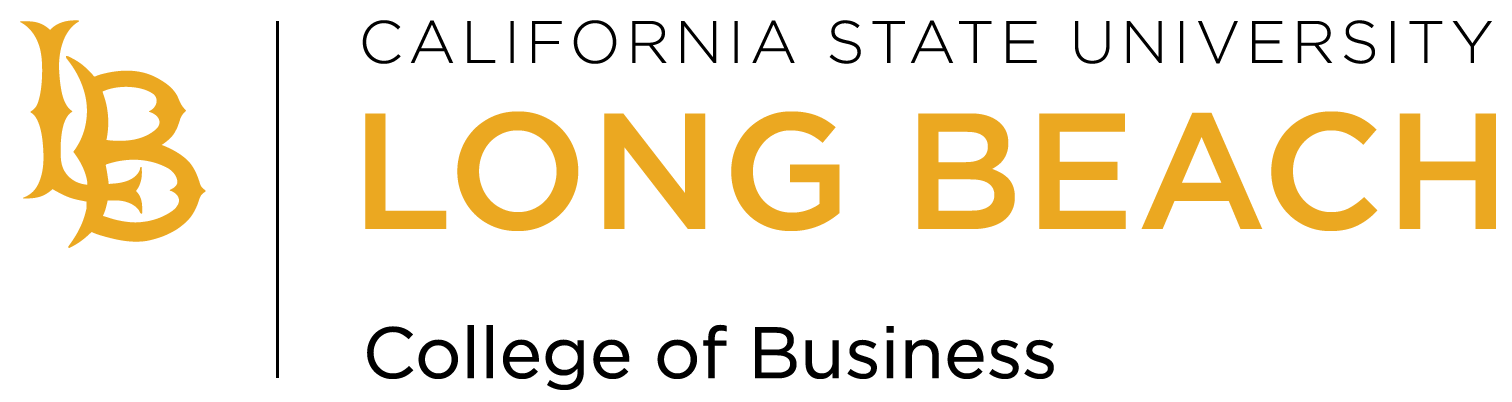 LB
CALIFORNIA STATE UNIVERSITY
LONG BEACH
College of Business